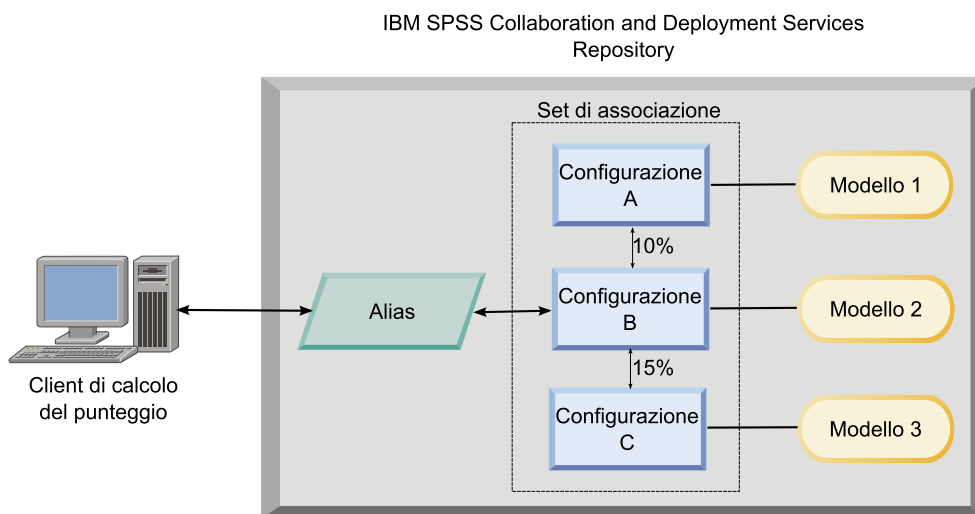 IBM SPSS Collaboration and Deployment Services
Repository
Set di associazione
Configurazione
A
Modello 1
10%
Client di calcolo
del punteggio
Alias
Configurazione
B
Modello 2
15%
Configurazione
C
Modello 3